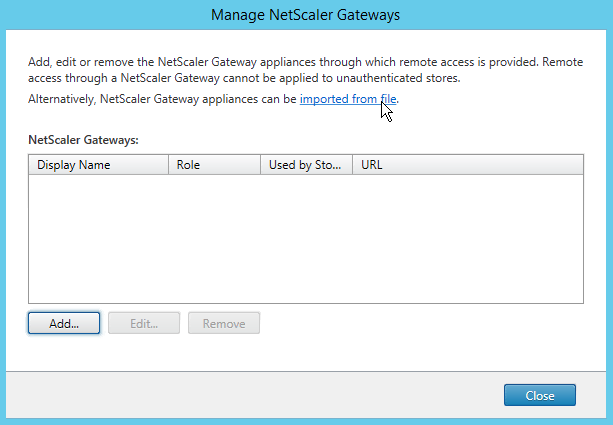 Manage NetScaler Gateways
Add, edit or remove the NetScaler Gateway appliances through which remote access is provided. Remote
access through a NetScaler Gateway cannot be applied to unauthenticated stores.
Alternatively, NetScaler Gateway appliances can be imported from file.
NetScaler Gateways:
Display Name Role Used by Sto... URL
Add... Edit... Remove
Close